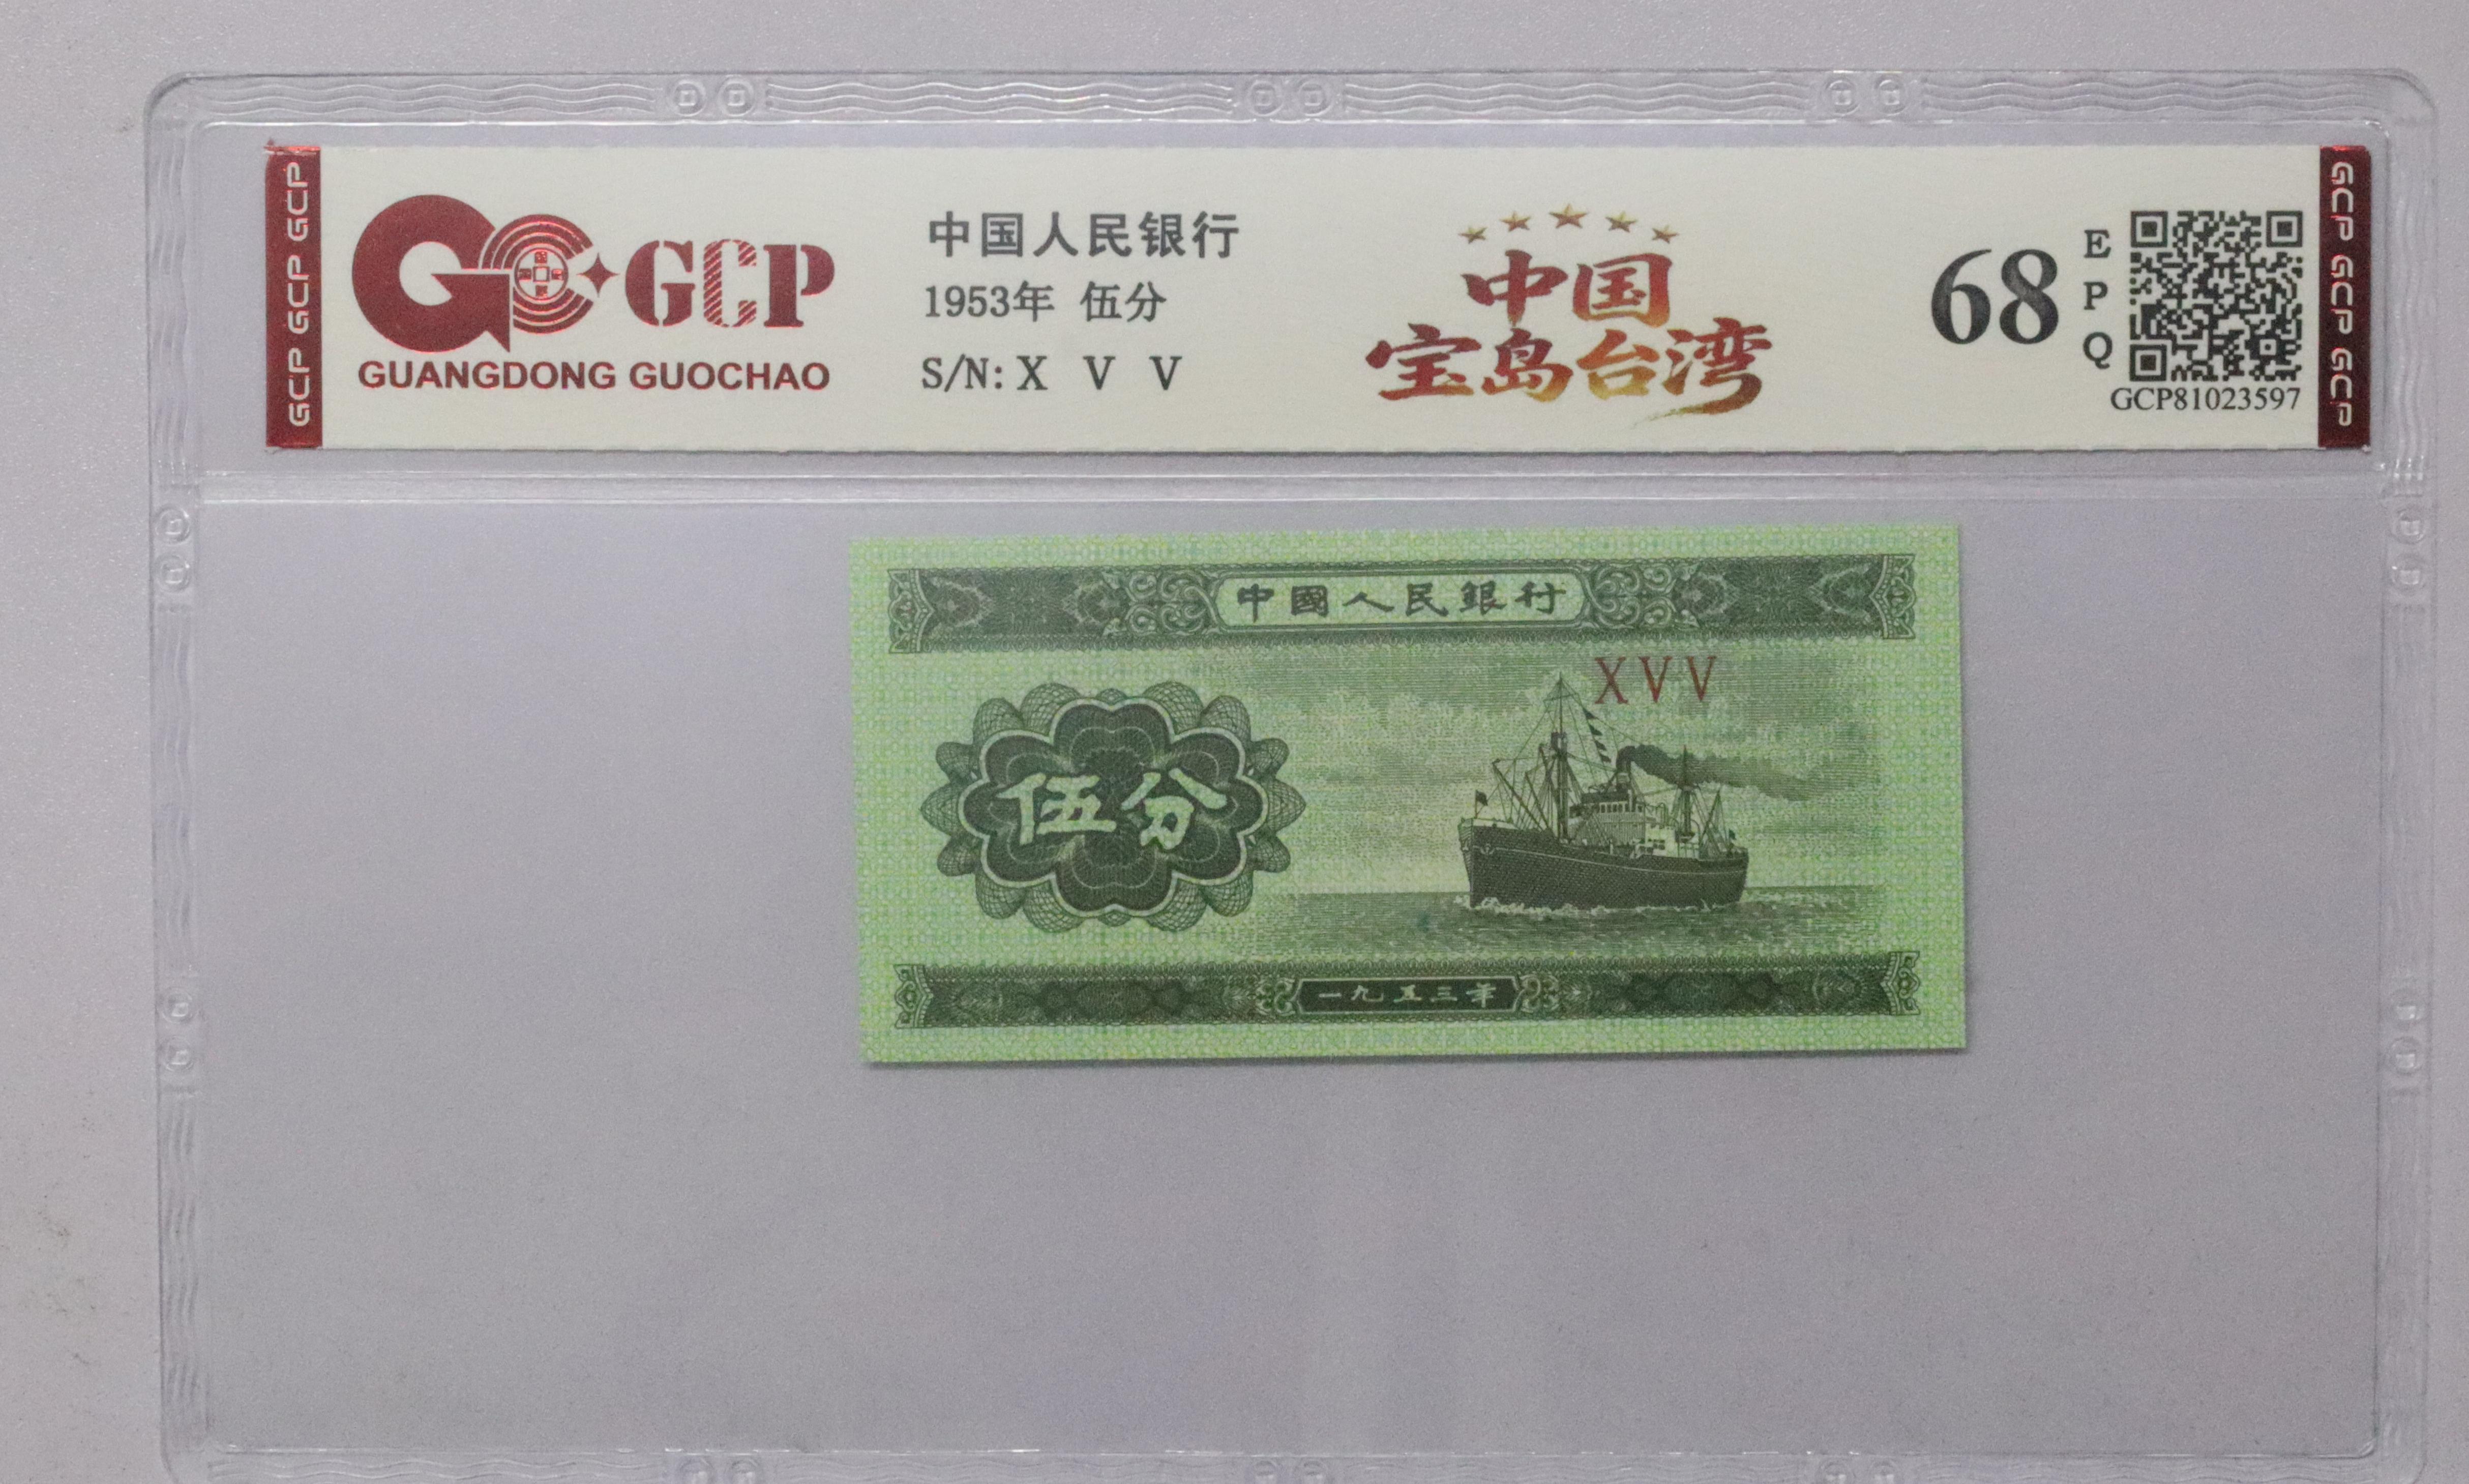 GCP GCP GCP
GCP
GUANGDONG GUOCHAO
中国人民银行
1953年 伍分
S/N: X V V
中国
宝岛台湾
68
E
P
Q
GCP81023597
GCP GCP GCP
中國人民銀行
XVV
伍分
一九五三年